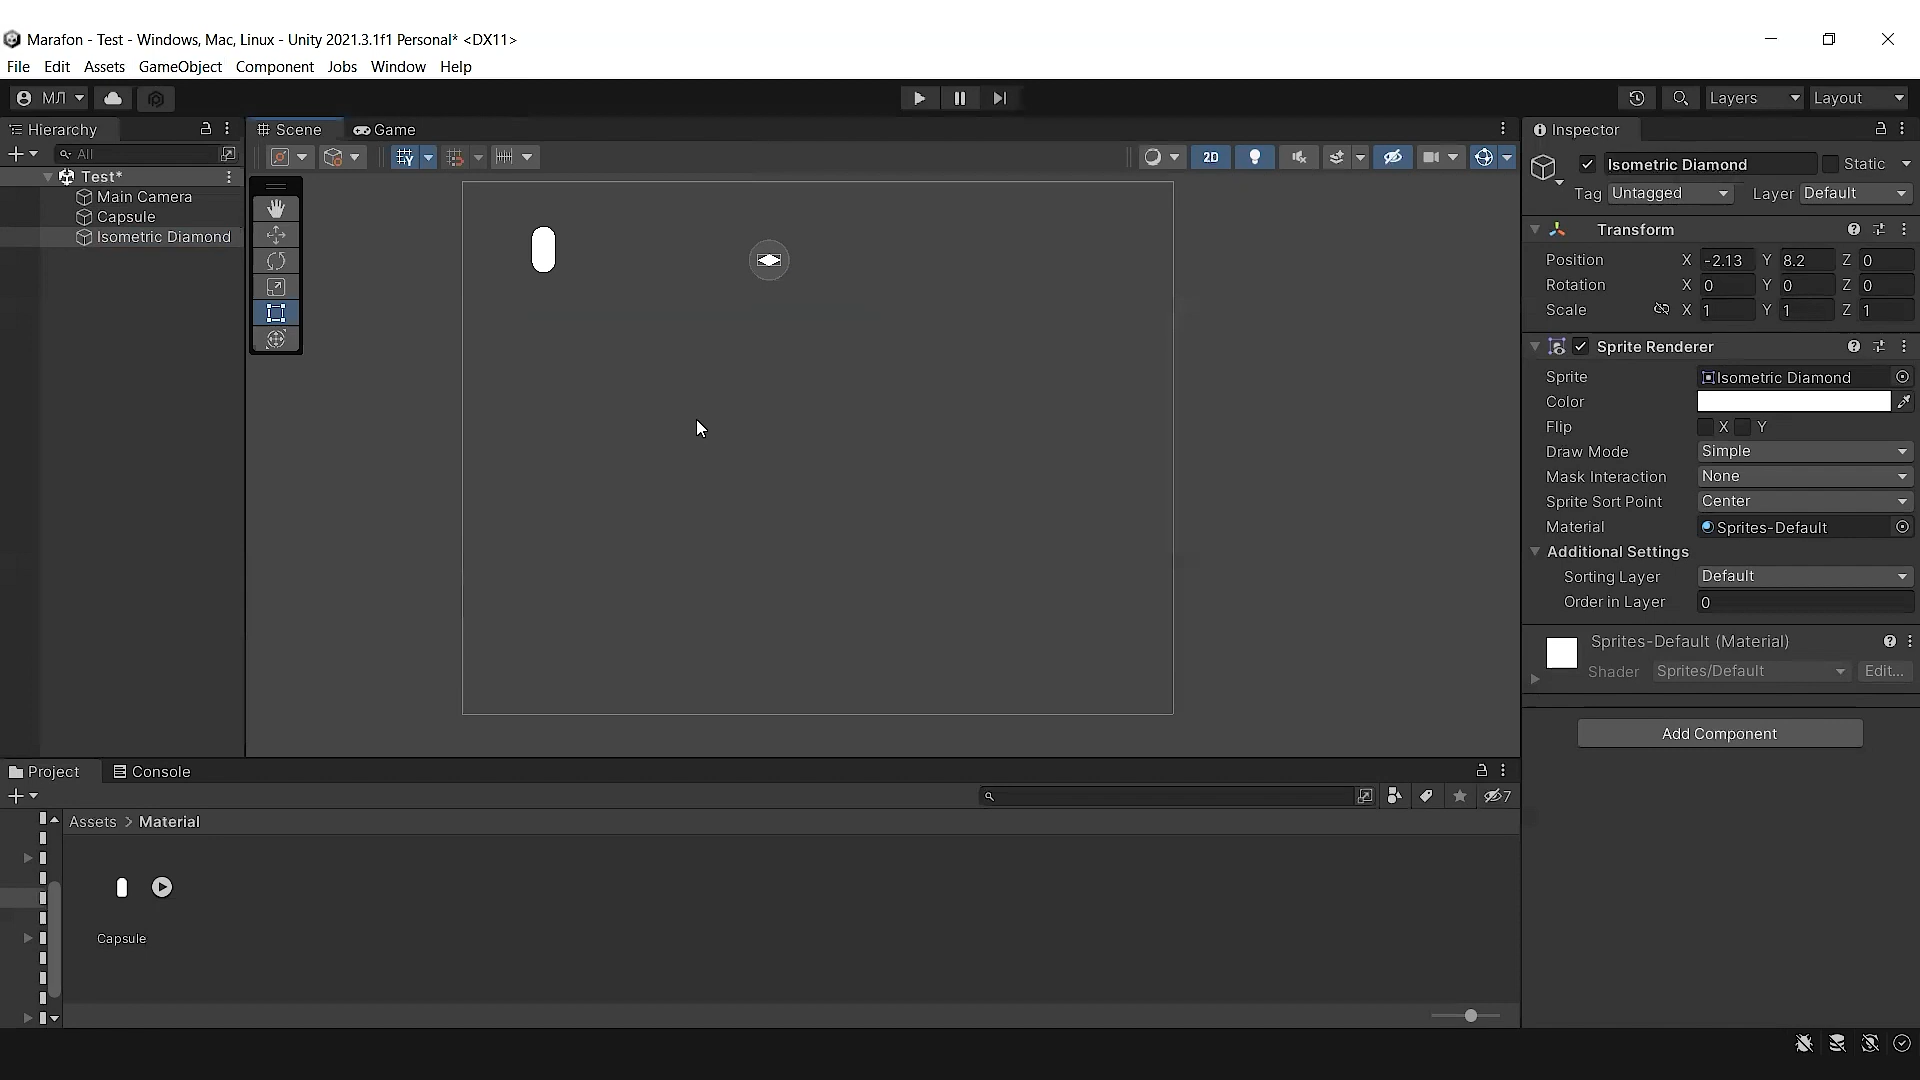 Marafon - Test - Windows, Mac, Linux - Unity 2021.3.1f1 Personal* <DX11>
File Edit Assets GameObject Component Jobs Window Help
МЛ
Layers
Layout
Hierarchy
Scene
Game
Inspector
All
2D
Isometric Diamond
Static
Test*
Tag Untagged
Layer Default
Main Camera
Capsule
Isometric Diamond
Transform
Position X -2.13 Y 8.2 Z 0
Rotation X 0 Y 0 Z 0
Scale X 1 Y 1 Z 1
Sprite Renderer
Sprite Isometric Diamond
Color
Flip X Y
Draw Mode Simple
Mask Interaction None
Sprite Sort Point Center
Material Sprites-Default
Additional Settings
Sorting Layer Default
Order in Layer 0
Sprites-Default (Material)
Shader Sprites/Default Edit...
Add Component
Project
Console
7
Assets > Material
Capsule